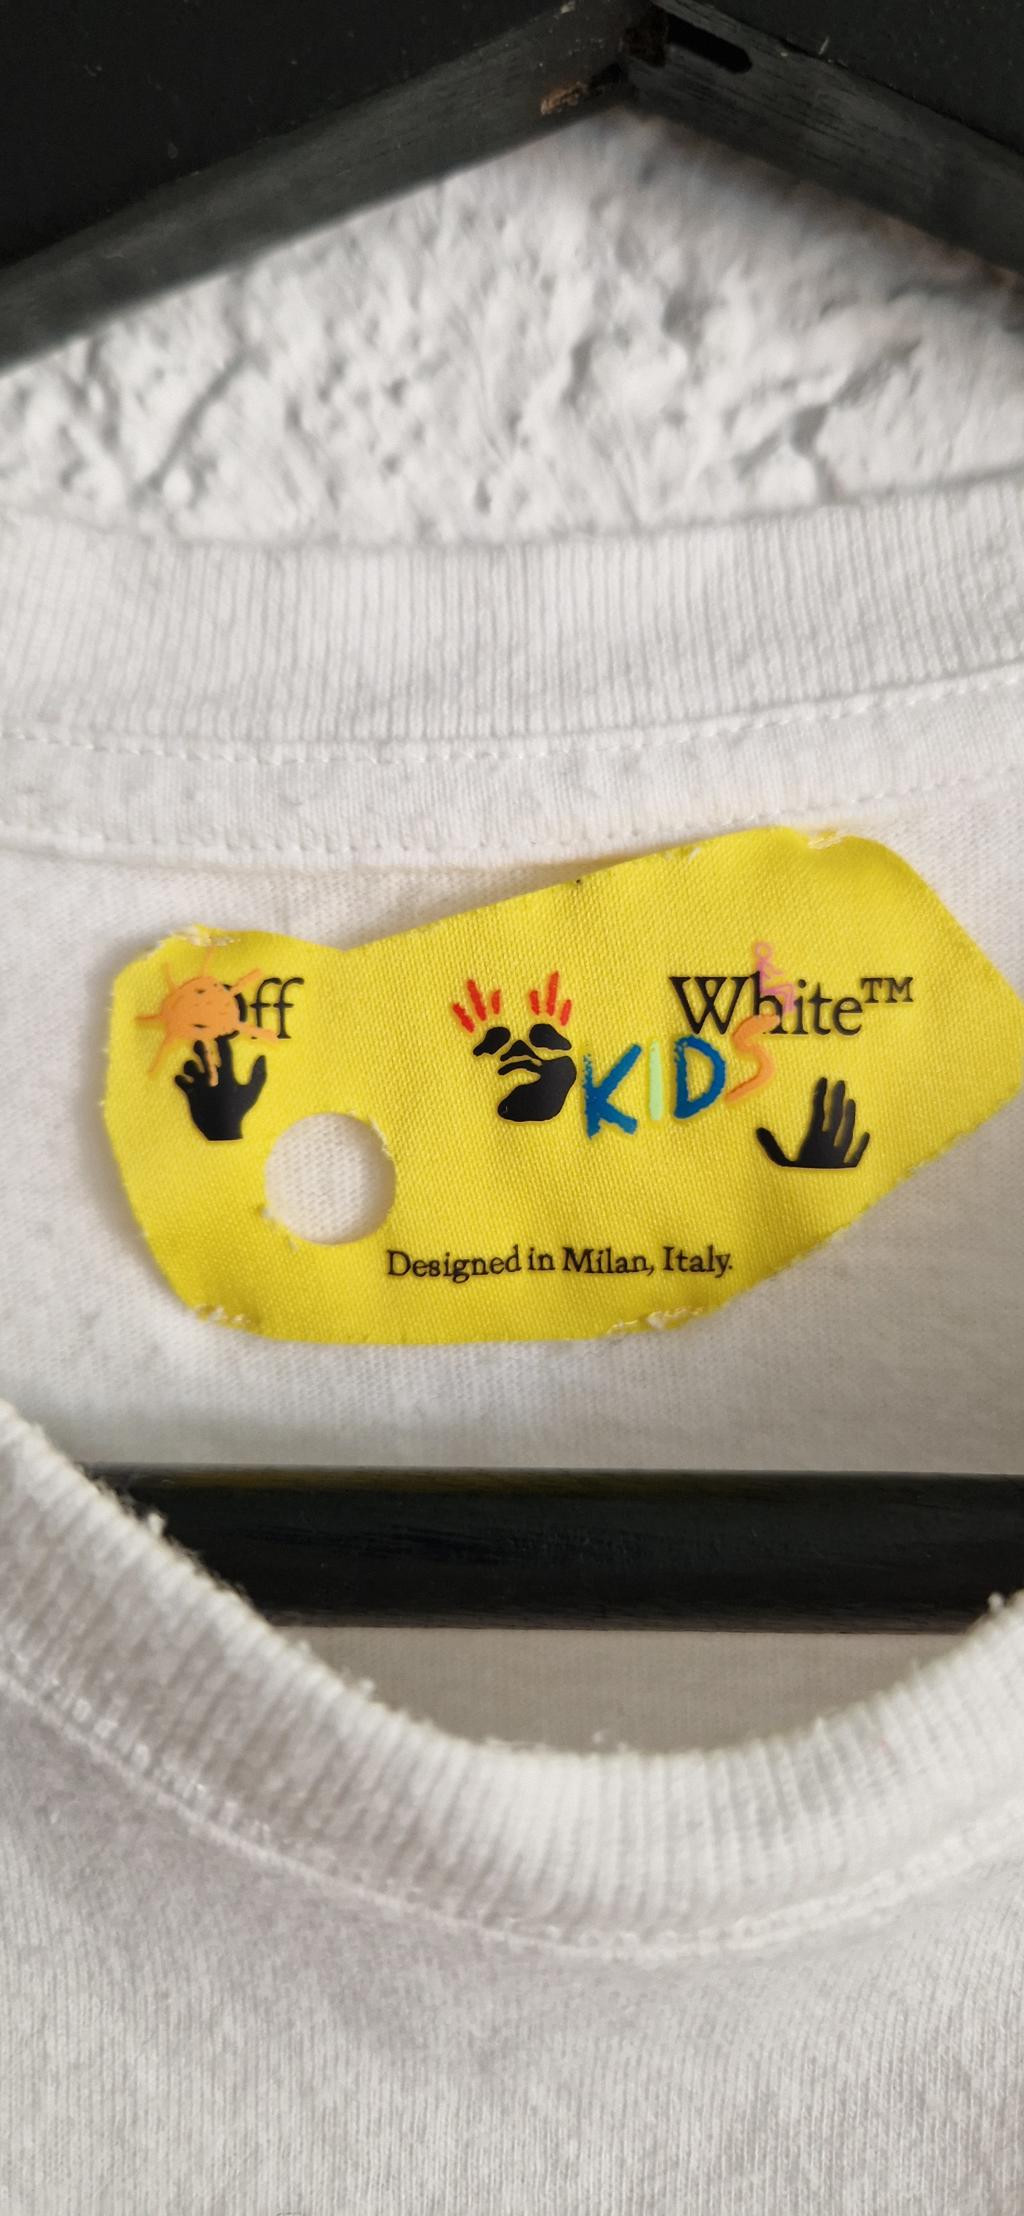 Off White™
KIDS
Designed in Milan, Italy.